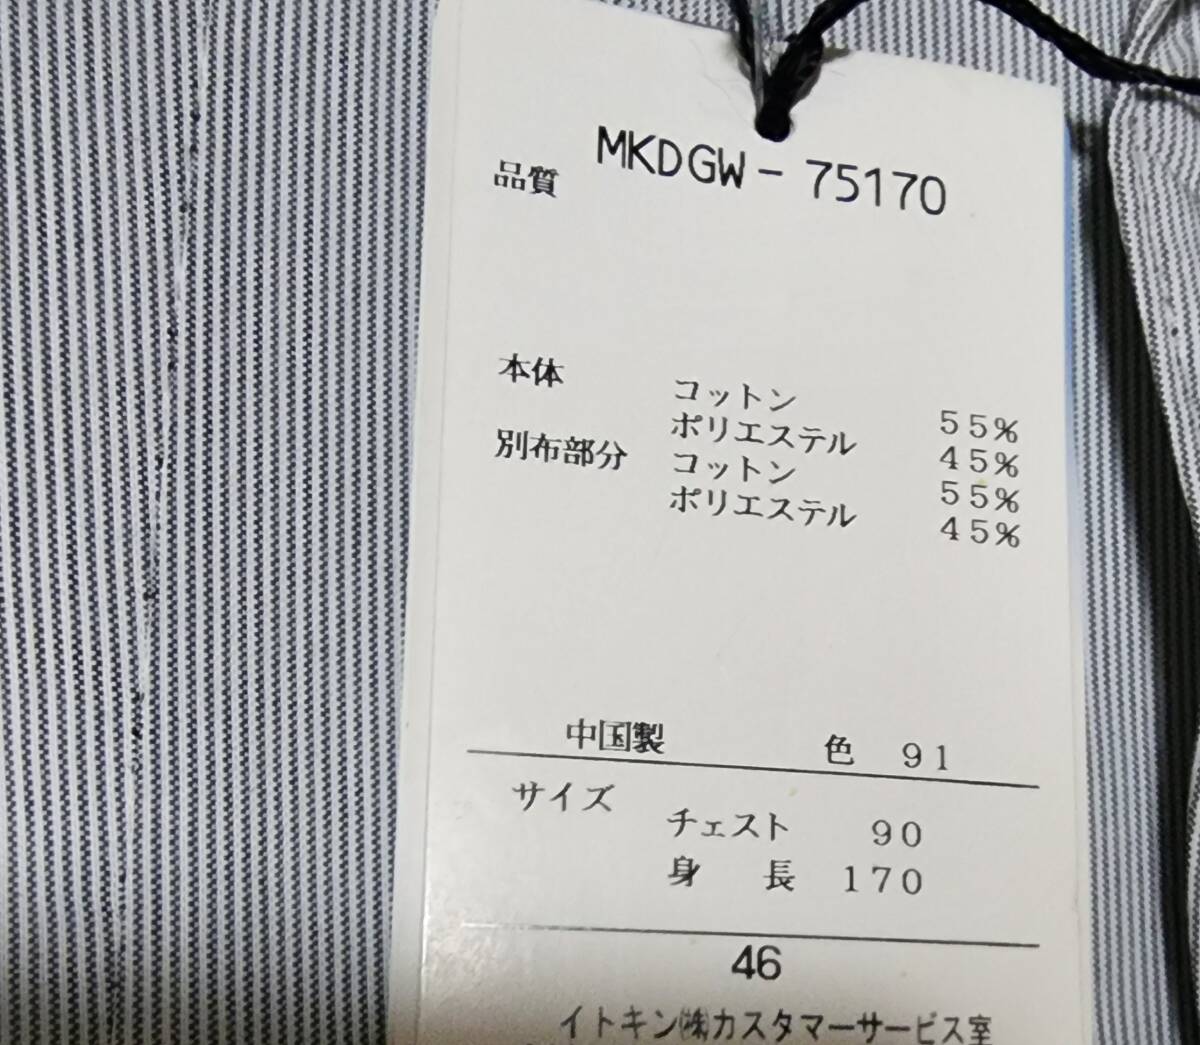 MKDGW-75170
品質
本体 コットン 55%
ポリエステル 45%
別布部分 コットン 55%
ポリエステル 45%
中国製 色 91
サイズ
チェスト 90
身長 170
46
イトキン㈱カスタマーサービス室